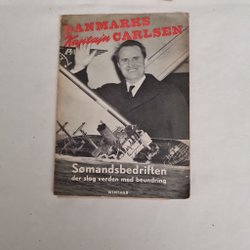 DANMARKS
Kaptajn CARLSEN
Sømandsbedriften
der slog verden med beundring